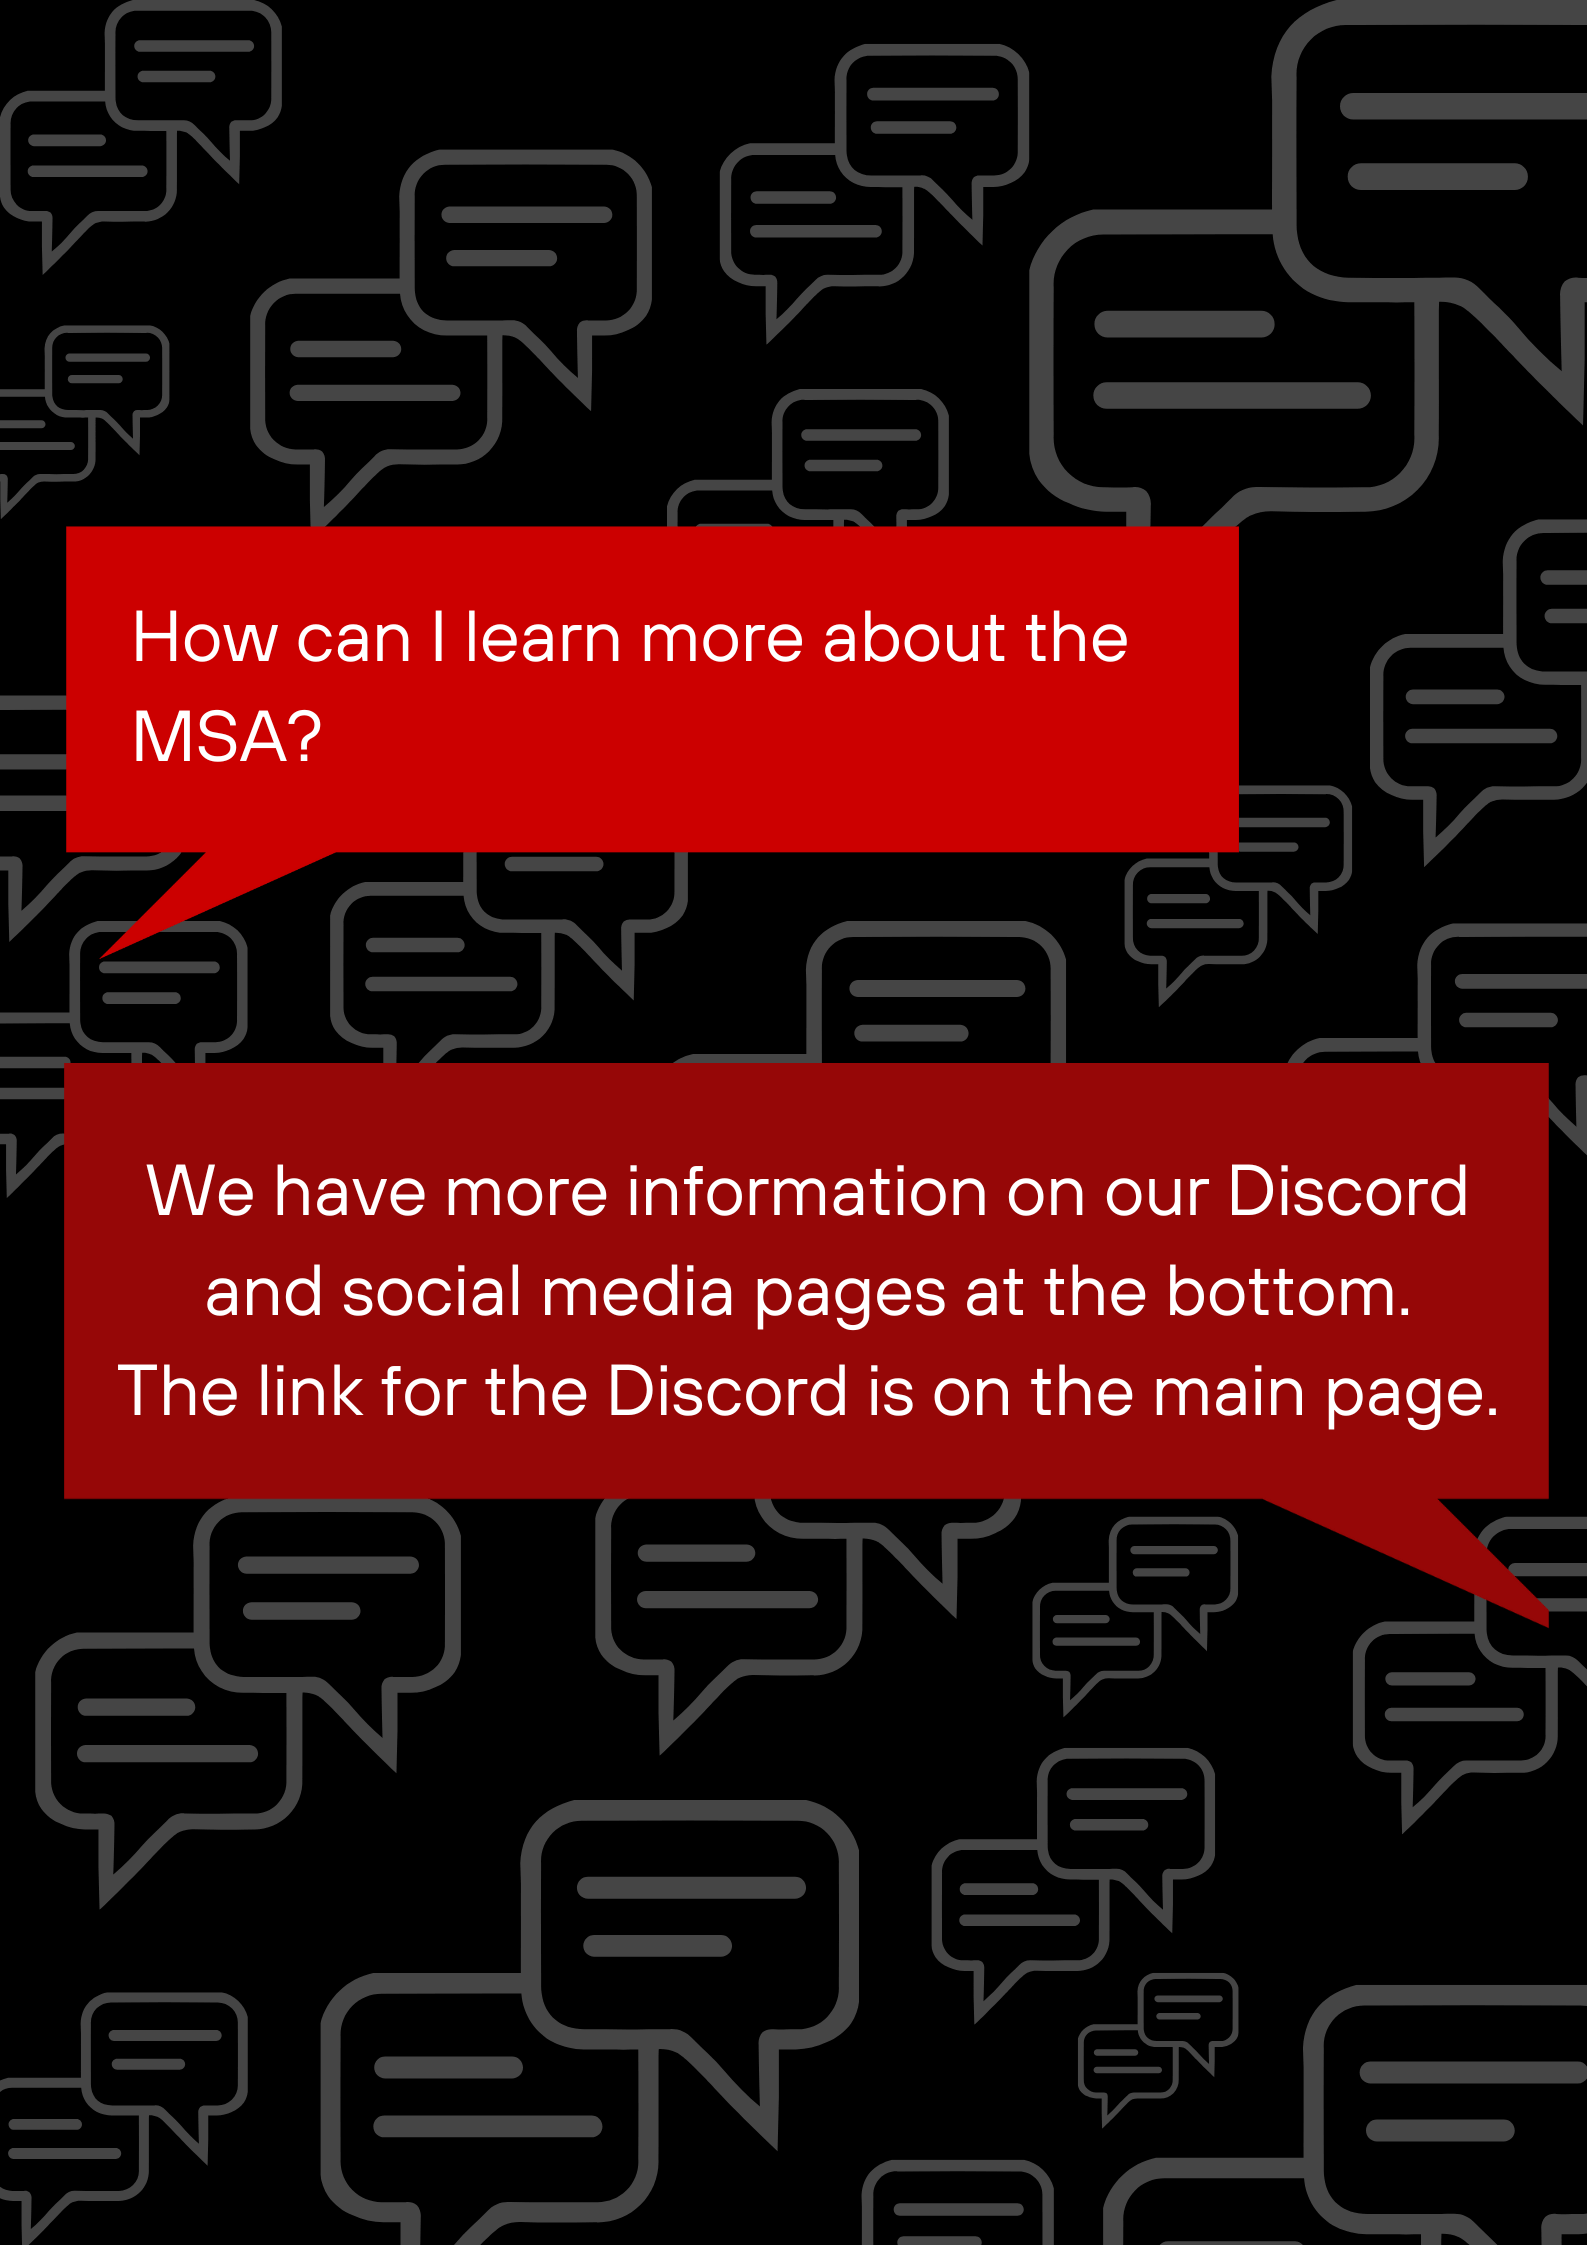 How can I learn more about the
MSA?
We have more information on our Discord
and social media pages at the bottom.
The link for the Discord is on the main page.